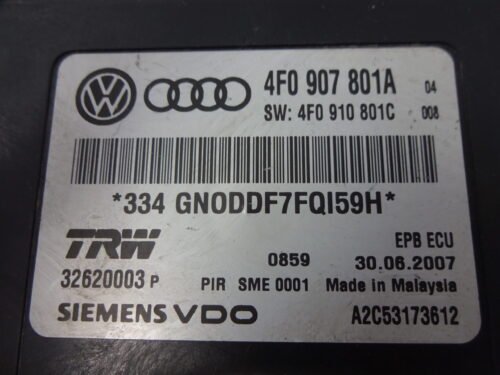 4F0 907 801A 04
SW: 4F0 910 801C 008
*334 GNODDF7FQI59H*
TRW EPB ECU
0859 30.06.2007
32620003 P PIR SME 0001 Made in Malaysia
SIEMENS VDO A2C53173612